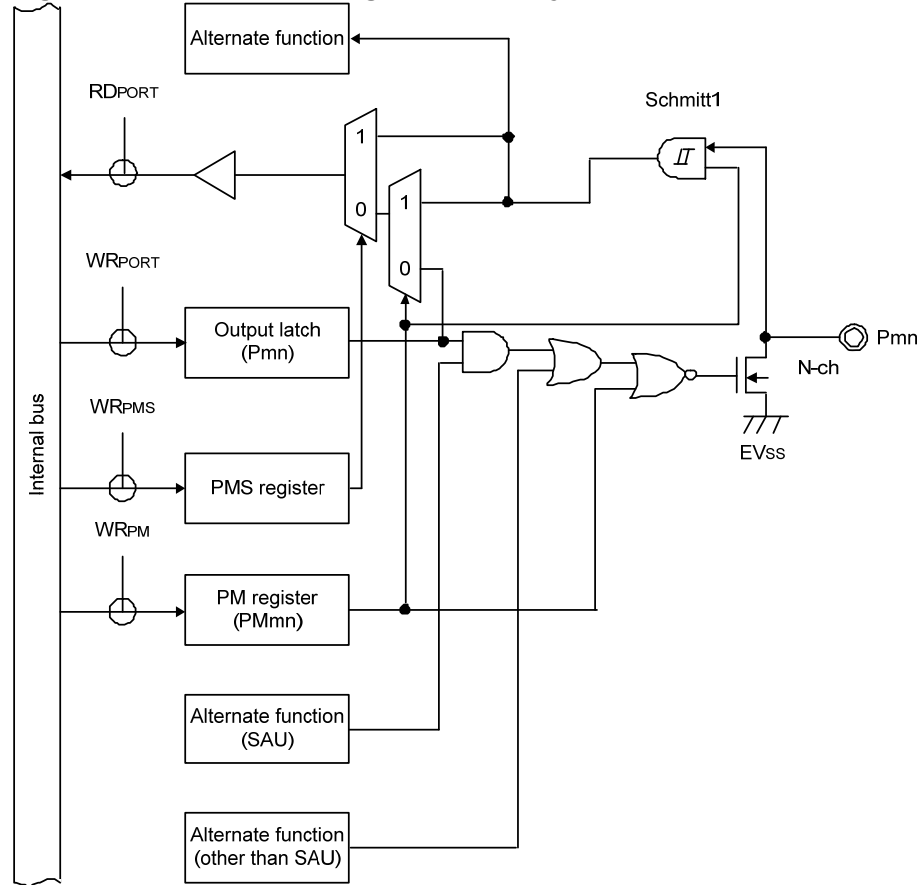 Alternate function
RDPORT
Schmitt1
1
0
1
0
WRPORT
Output latch
(Pmn)
Pmn
N-ch
EVSS
WRPMS
PMS register
Internal bus
WRPM
PM register
(PMmn)
Alternate function
(SAU)
Alternate function
(other than SAU)